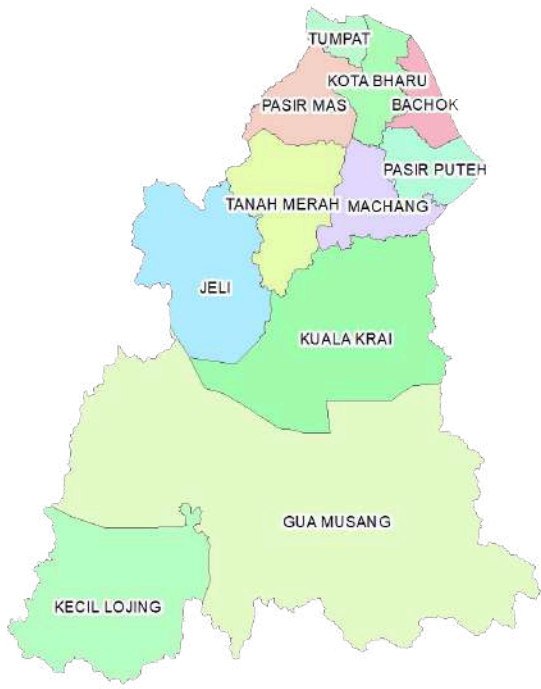 TUMPAT
KOTA BHARU
PASIR MAS
BACHOK
PASIR PUTEH
TANAH MERAH
MACHANG
JELI
KUALA KRAI
GUA MUSANG
KECIL LOJING